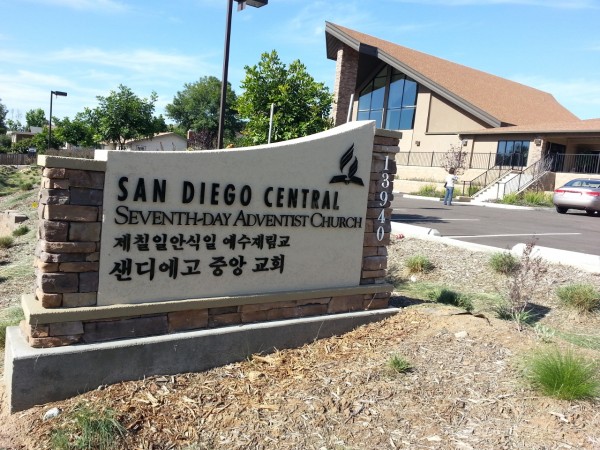 SAN DIEGO CENTRAL
SEVENTH-DAY ADVENTIST CHURCH
제칠일안식일 예수재림교
샌디에고 중앙 교회
13940